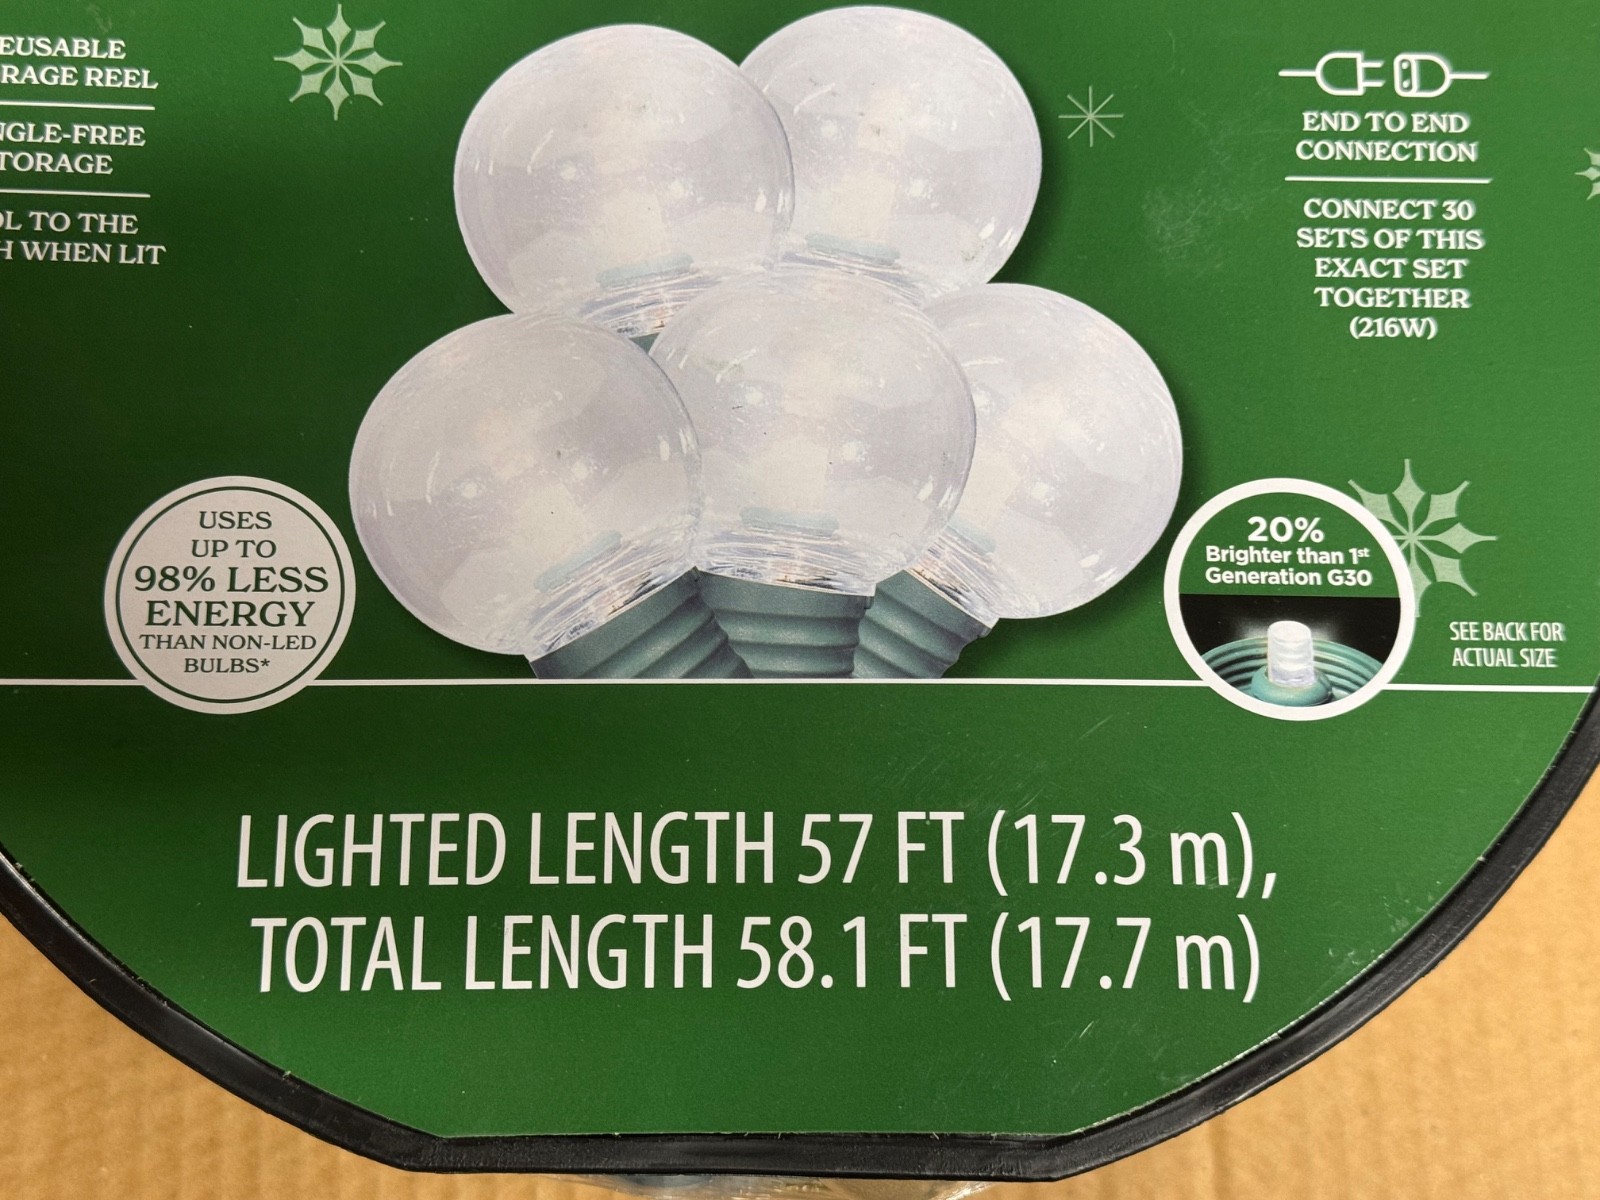 EUSABLE
RAGE REEL
NGLE-FREE
TORAGE
OL TO THE
H WHEN LIT
END TO END
CONNECTION
CONNECT 30
SETS OF THIS
EXACT SET
TOGETHER
(216W)
USES
UP TO
98% LESS
ENERGY
THAN NON-LED
BULBS*
20%
Brighter than 1st
Generation G30
SEE BACK FOR
ACTUAL SIZE
LIGHTED LENGTH 57 FT (17.3 m),
TOTAL LENGTH 58.1 FT (17.7 m)